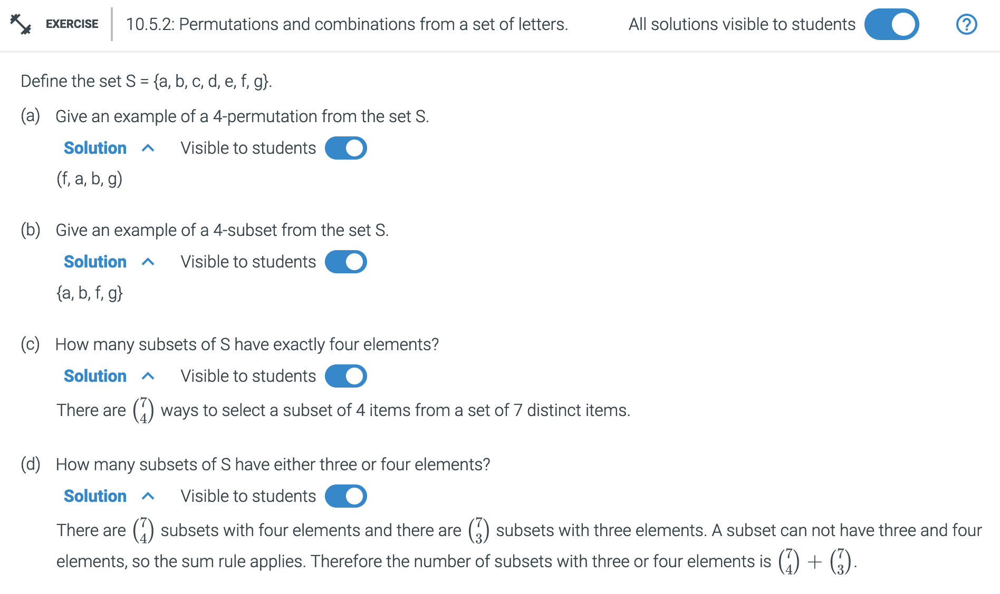 EXERCISE 10.5.2: Permutations and combinations from a set of letters. All solutions visible to students ?
Define the set S = {a, b, c, d, e, f, g}.
(a) Give an example of a 4-permutation from the set S.
Solution Visible to students
(f, a, b, g)
(b) Give an example of a 4-subset from the set S.
Solution Visible to students
{a, b, f, g}
(c) How many subsets of S have exactly four elements?
Solution Visible to students
There are $\binom{7}{4}$ ways to select a subset of 4 items from a set of 7 distinct items.
(d) How many subsets of S have either three or four elements?
Solution Visible to students
There are $\binom{7}{4}$ subsets with four elements and there are $\binom{7}{3}$ subsets with three elements. A subset can not have three and four
elements, so the sum rule applies. Therefore the number of subsets with three or four elements is $\binom{7}{4} + \binom{7}{3}$.